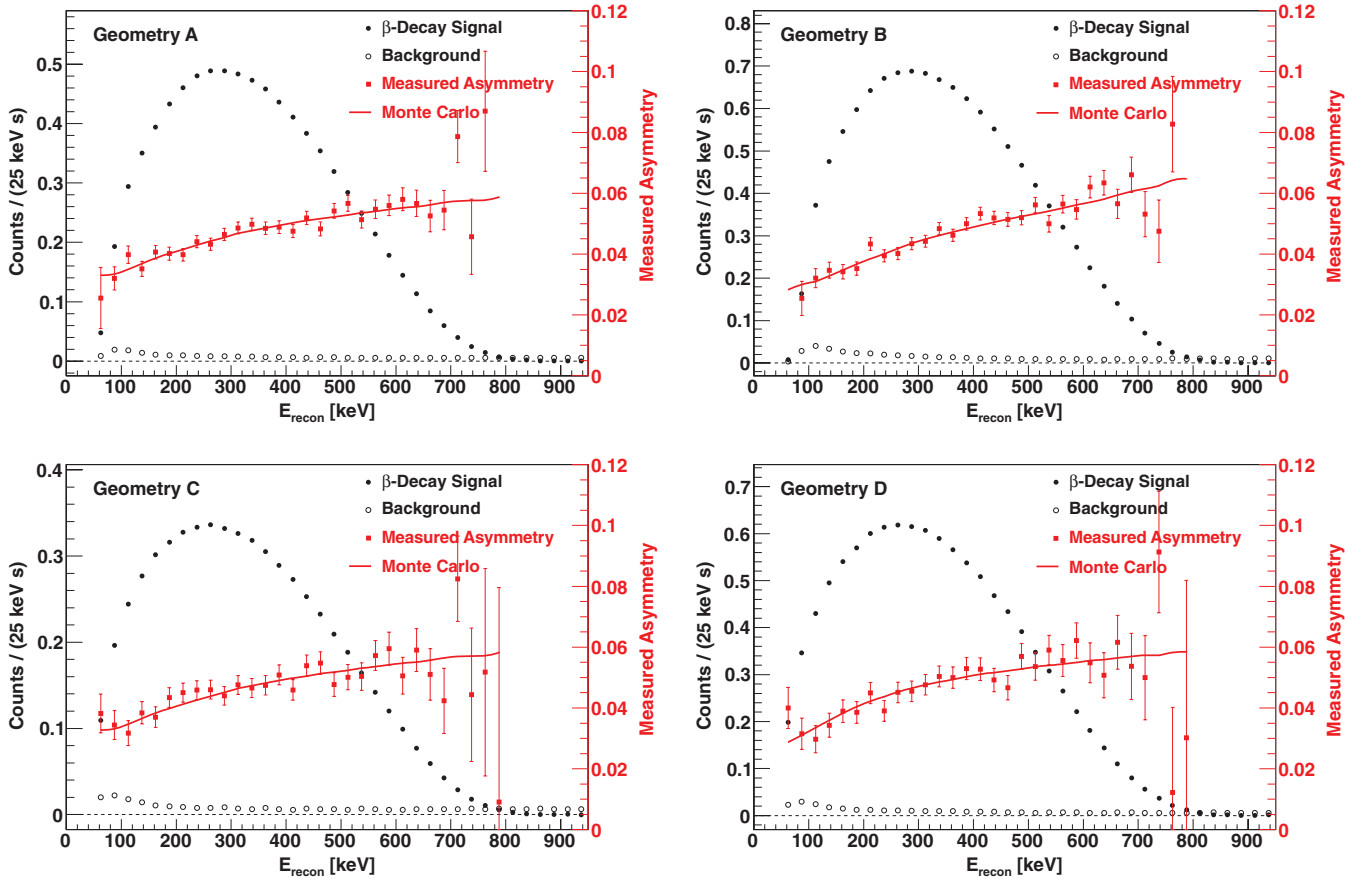 Geometry A
β-Decay Signal
Background
Measured Asymmetry
Monte Carlo
Counts / (25 keV s)
0.5
0.4
0.3
0.2
0.1
0
0.12
0.1
0.08
0.06
0.04
0.02
0
Measured Asymmetry
0 100 200 300 400 500 600 700 800 900
E_recon [keV]
Geometry B
β-Decay Signal
Background
Measured Asymmetry
Monte Carlo
Counts / (25 keV s)
0.8
0.7
0.6
0.5
0.4
0.3
0.2
0.1
0
0.12
0.1
0.08
0.06
0.04
0.02
0
Measured Asymmetry
0 100 200 300 400 500 600 700 800 900
E_recon [keV]
Geometry C
β-Decay Signal
Background
Measured Asymmetry
Monte Carlo
Counts / (25 keV s)
0.4
0.3
0.2
0.1
0
0.12
0.1
0.08
0.06
0.04
0.02
0
Measured Asymmetry
0 100 200 300 400 500 600 700 800 900
E_recon [keV]
Geometry D
β-Decay Signal
Background
Measured Asymmetry
Monte Carlo
Counts / (25 keV s)
0.7
0.6
0.5
0.4
0.3
0.2
0.1
0
0.12
0.1
0.08
0.06
0.04
0.02
0
Measured Asymmetry
0 100 200 300 400 500 600 700 800 900
E_recon [keV]